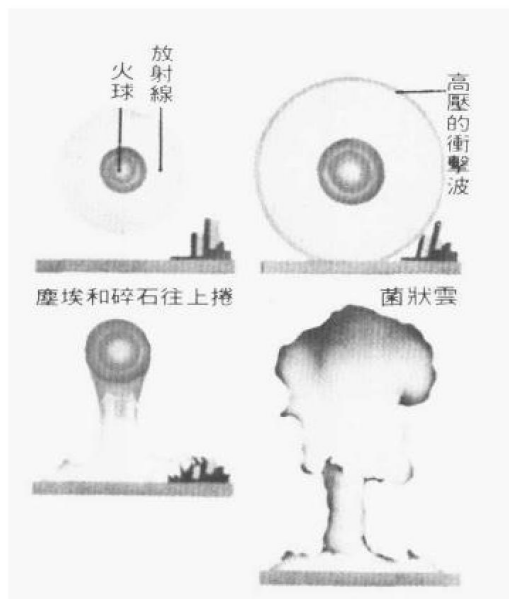 火球
放射線
高壓的衝擊波
塵埃和碎石往上捲
菌狀雲